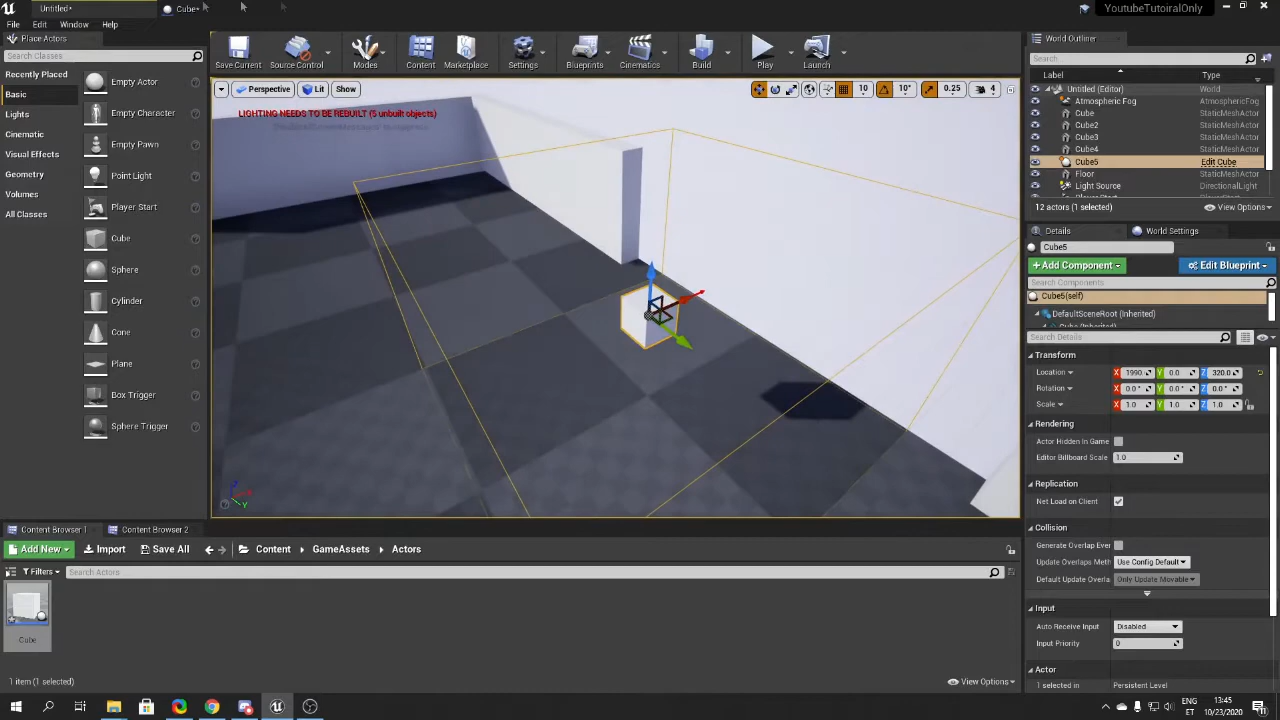 Untitled•
Cube•
YoutubeTutoiralOnly
File
Edit
Window
Help
Place Actors
Search Classes
Recently Placed
Basic
Lights
Cinematic
Visual Effects
Geometry
Volumes
All Classes
Empty Actor
Empty Character
Empty Pawn
Point Light
Player Start
Cube
Sphere
Cylinder
Cone
Plane
Box Trigger
Sphere Trigger
Save Current
Source Control
Modes
Content
Marketplace
Settings
Blueprints
Cinematics
Build
Play
Launch
Perspective
Lit
Show
10
10°
0.25
4
LIGHTING NEEDS TO BE REBUILT (5 unbuilt objects)
World Outliner
Search
Label
Type
Untitled (Editor)
World
Atmospheric Fog
AtmosphericFog
Cube
StaticMeshActor
Cube2
StaticMeshActor
Cube3
StaticMeshActor
Cube4
StaticMeshActor
Cube5
Edit Cube
Floor
StaticMeshActor
Light Source
DirectionalLight
12 actors (1 selected)
View Options
Details
World Settings
Cube5
+ Add Component
Edit Blueprint
Search Components
Cube5(self)
DefaultSceneRoot (Inherited)
Search Details
Transform
Location
X 1990.
Y 0.0
Z 320.0
Rotation
X 0.0 °
Y 0.0 °
Z 0.0 °
Scale
X 1.0
Y 1.0
Z 1.0
Rendering
Actor Hidden In Game
Editor Billboard Scale
1.0
Replication
Net Load on Client
Collision
Generate Overlap Ever
Update Overlaps Meth
Use Config Default
Default Update Overla
Only Update Movable
Input
Auto Receive Input
Disabled
Input Priority
0
Actor
1 selected in
Persistent Level
Content Browser 1
Content Browser 2
Add New
Import
Save All
Content
GameAssets
Actors
Filters
Search Actors
Cube
1 item (1 selected)
View Options
X
Y
Z
ENG
ET
13:45
10/23/2020